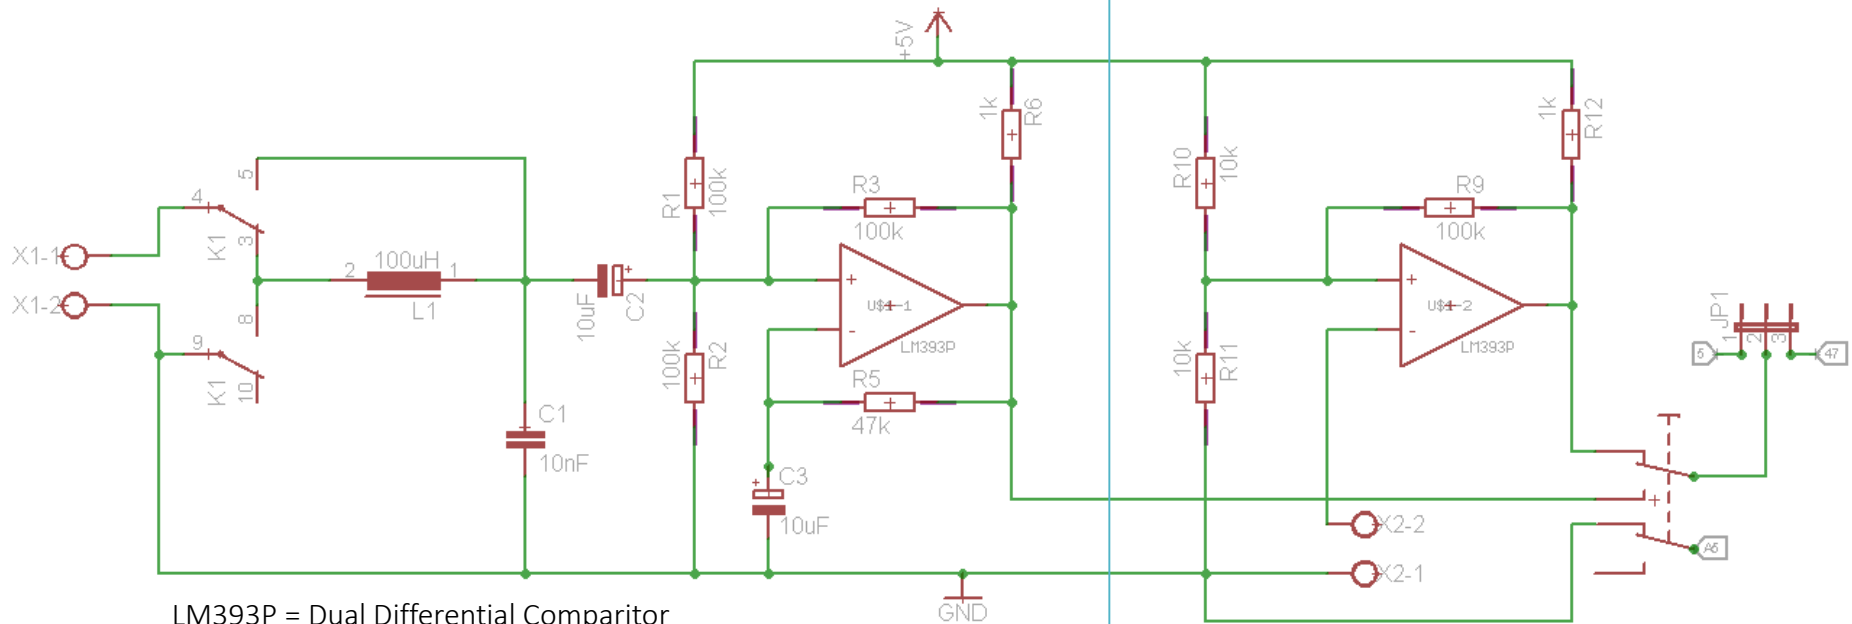 +5V
1k
R6
1k
R12
R1
100k
R10
10k
R3
100k
R9
100k
5
4
3
K1
X1-1
X1-2
8
9
10
K1
2
100uH
1
L1
10uF
+
C2
+
-
U$1-1
LM393P
+
-
U$1-2
LM393P
JP1
1
2
3
5
47
100k
R2
R5
47k
10k
R11
C1
10nF
+
C3
10uF
+
X2-2
X2-1
A5
GND
LM393P = Dual Differential Comparitor